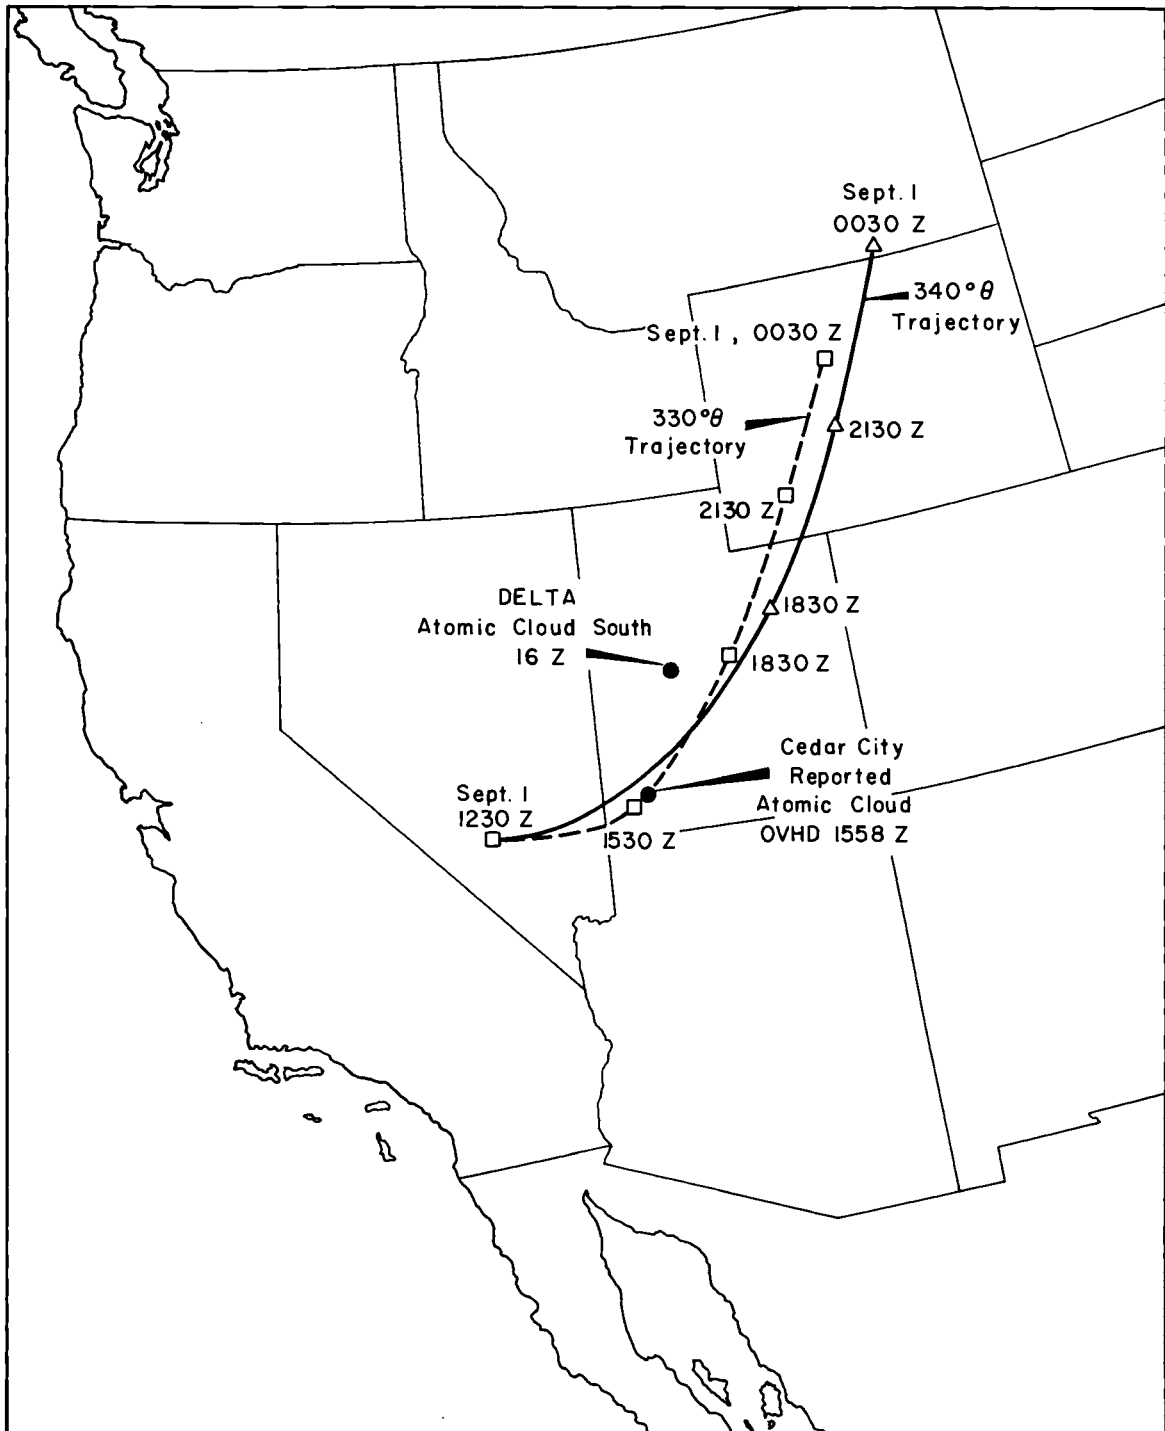 Sept. 1
0030 Z
340°θ
Trajectory
Sept. 1 , 0030 Z
330°θ
Trajectory
2130 Z
2130 Z
DELTA
Atomic Cloud South
16 Z
1830 Z
1830 Z
Cedar City
Reported
Atomic Cloud
OVHD 1558 Z
Sept. 1
1230 Z
1530 Z